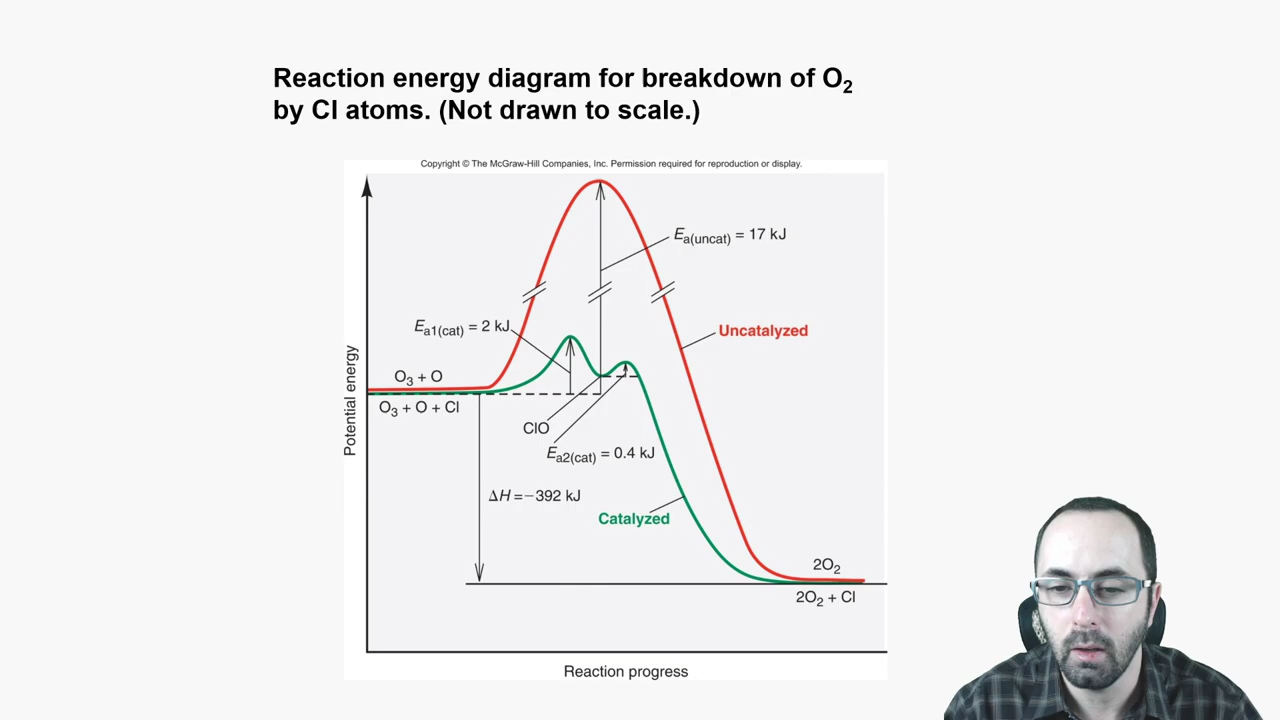 Reaction energy diagram for breakdown of O₂
by Cl atoms. (Not drawn to scale.)
Copyright © The McGraw-Hill Companies, Inc. Permission required for reproduction or display.
Eₐ(uncat) = 17 kJ
Eₐ₁(cat) = 2 kJ
Uncatalyzed
O₃ + O
O₃ + O + Cl
ClO
Eₐ₂(cat) = 0.4 kJ
ΔH = −392 kJ
Catalyzed
2O₂
2O₂ + Cl
Potential energy
Reaction progress